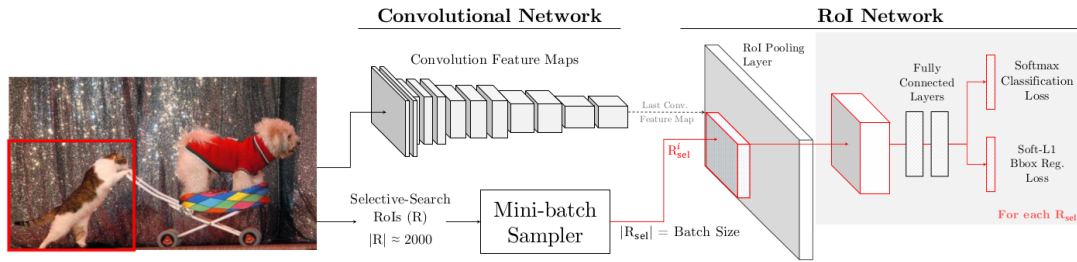 Convolutional Network
RoI Network
Convolution Feature Maps
RoI Pooling
Layer
Fully
Connected
Layers
Softmax
Classification
Loss
Last Conv.
Feature Map
R^i_sel
Soft-L1
Bbox Reg.
Loss
Selective-Search
RoIs (R)
|R| ≈ 2000
Mini-batch
Sampler
|R_sel| = Batch Size
For each R_sel